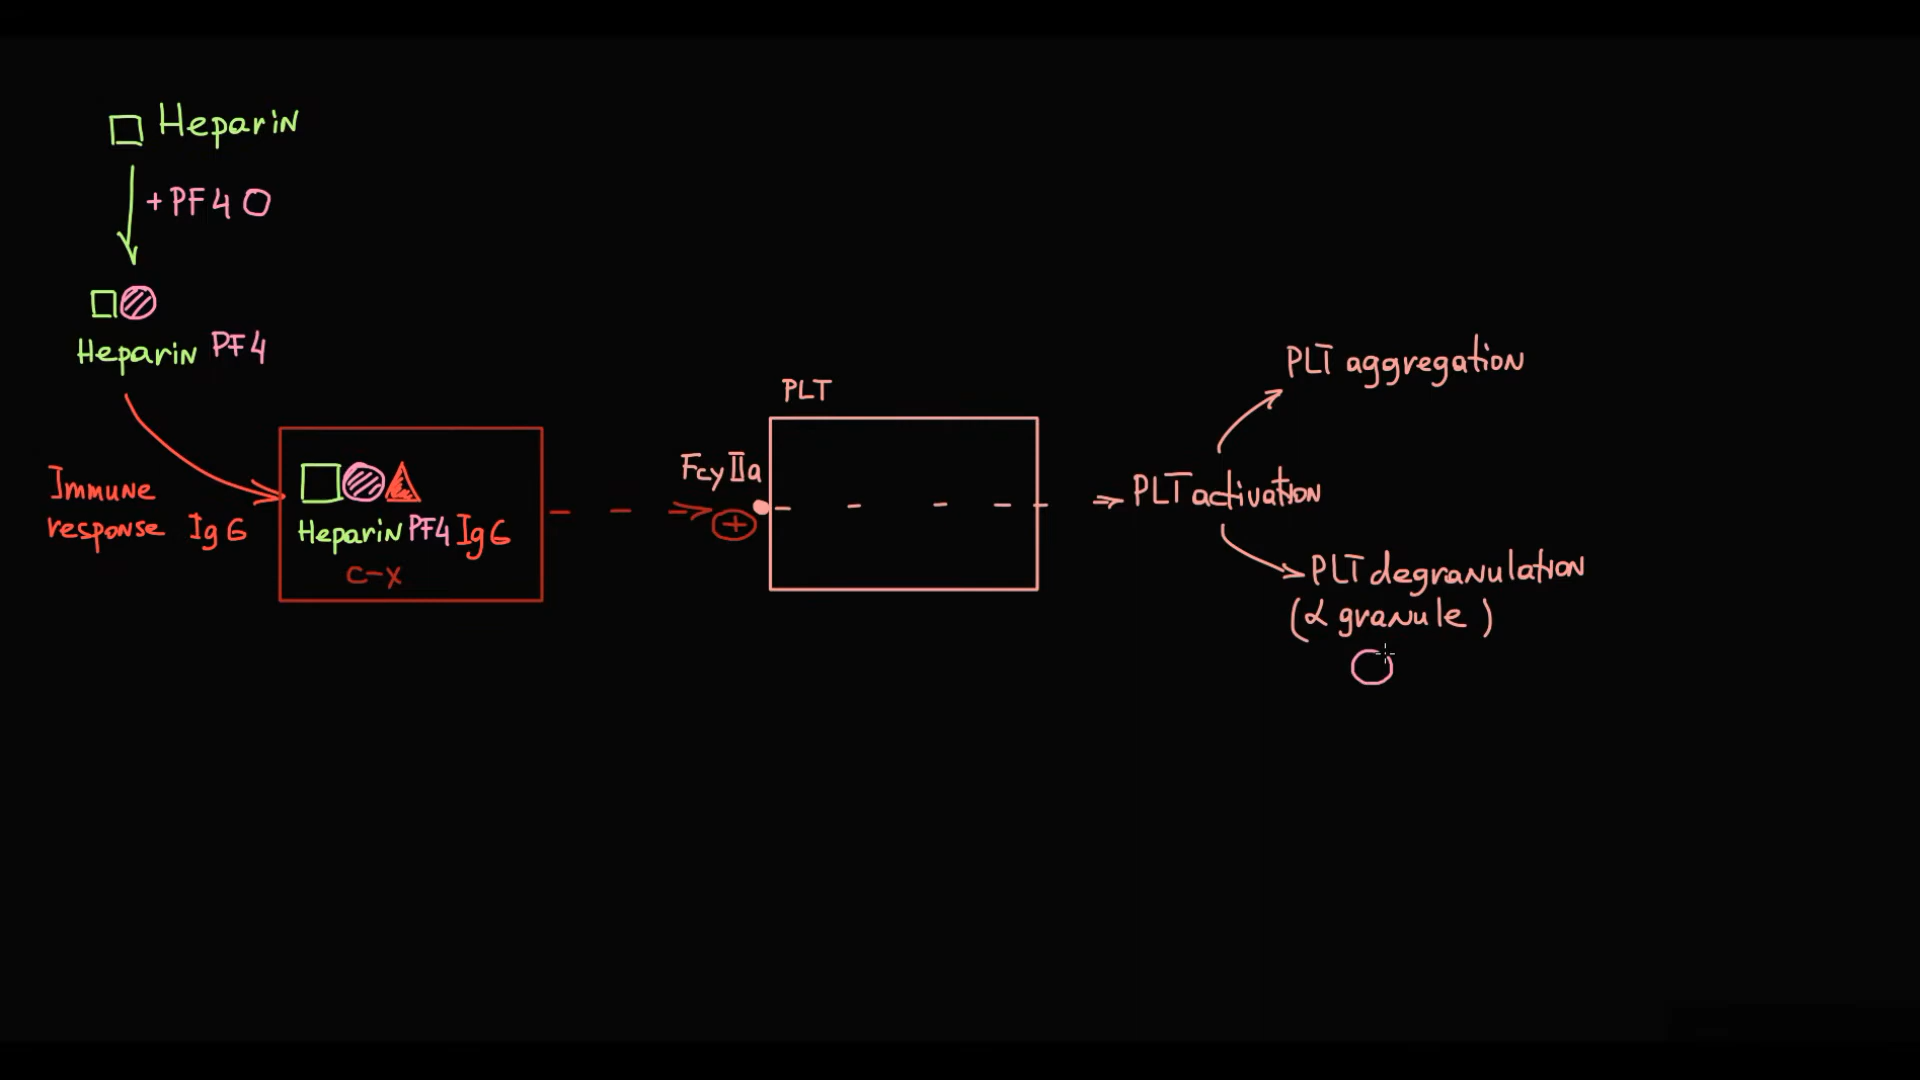 Heparin
+ PF4
Heparin PF4
Immune
response IgG
Heparin PF4 IgG
c-x
PLT
FcγIIa
+
PLT activation
PLT aggregation
PLT degranulation
(α granule)